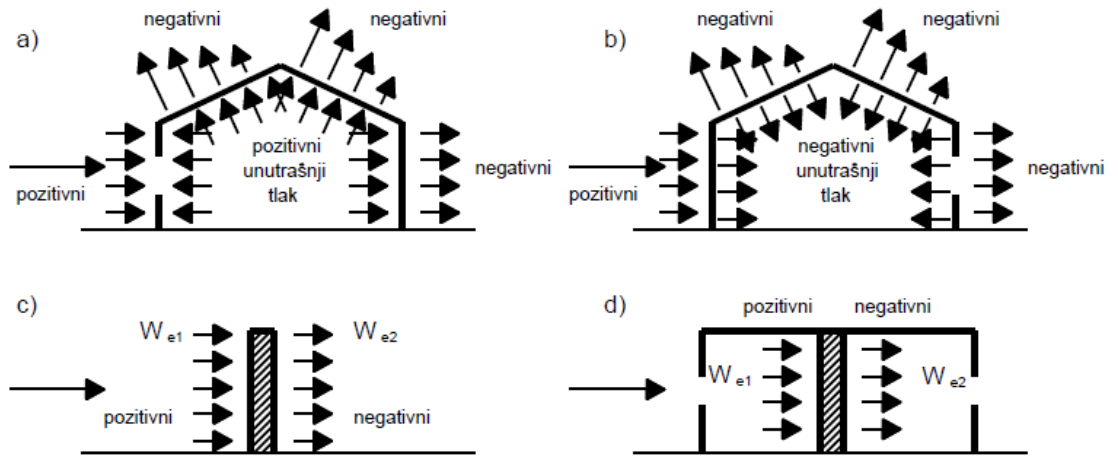 a)
negativni
negativni
pozitivni
pozitivni
unutrašnji
tlak
negativni
b)
negativni
negativni
pozitivni
negativni
unutrašnji
tlak
negativni
c)
W e1
W e2
pozitivni
negativni
d)
pozitivni
negativni
W e1
W e2